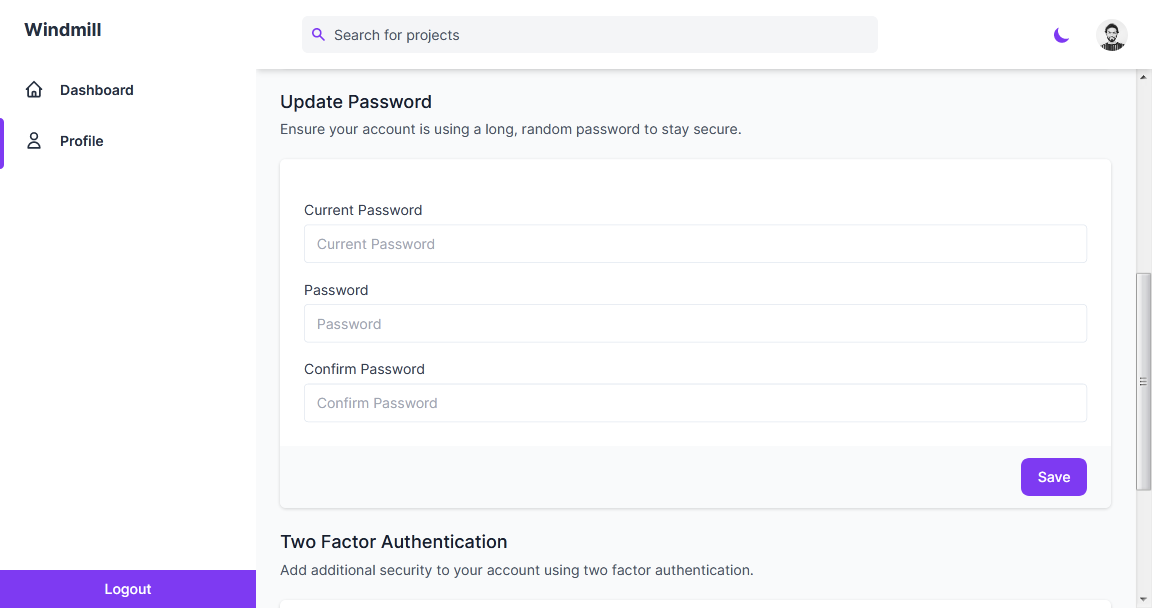 Windmill
Search for projects
Dashboard
Profile
Update Password
Ensure your account is using a long, random password to stay secure.
Current Password
Current Password
Password
Password
Confirm Password
Confirm Password
Save
Two Factor Authentication
Add additional security to your account using two factor authentication.
Logout